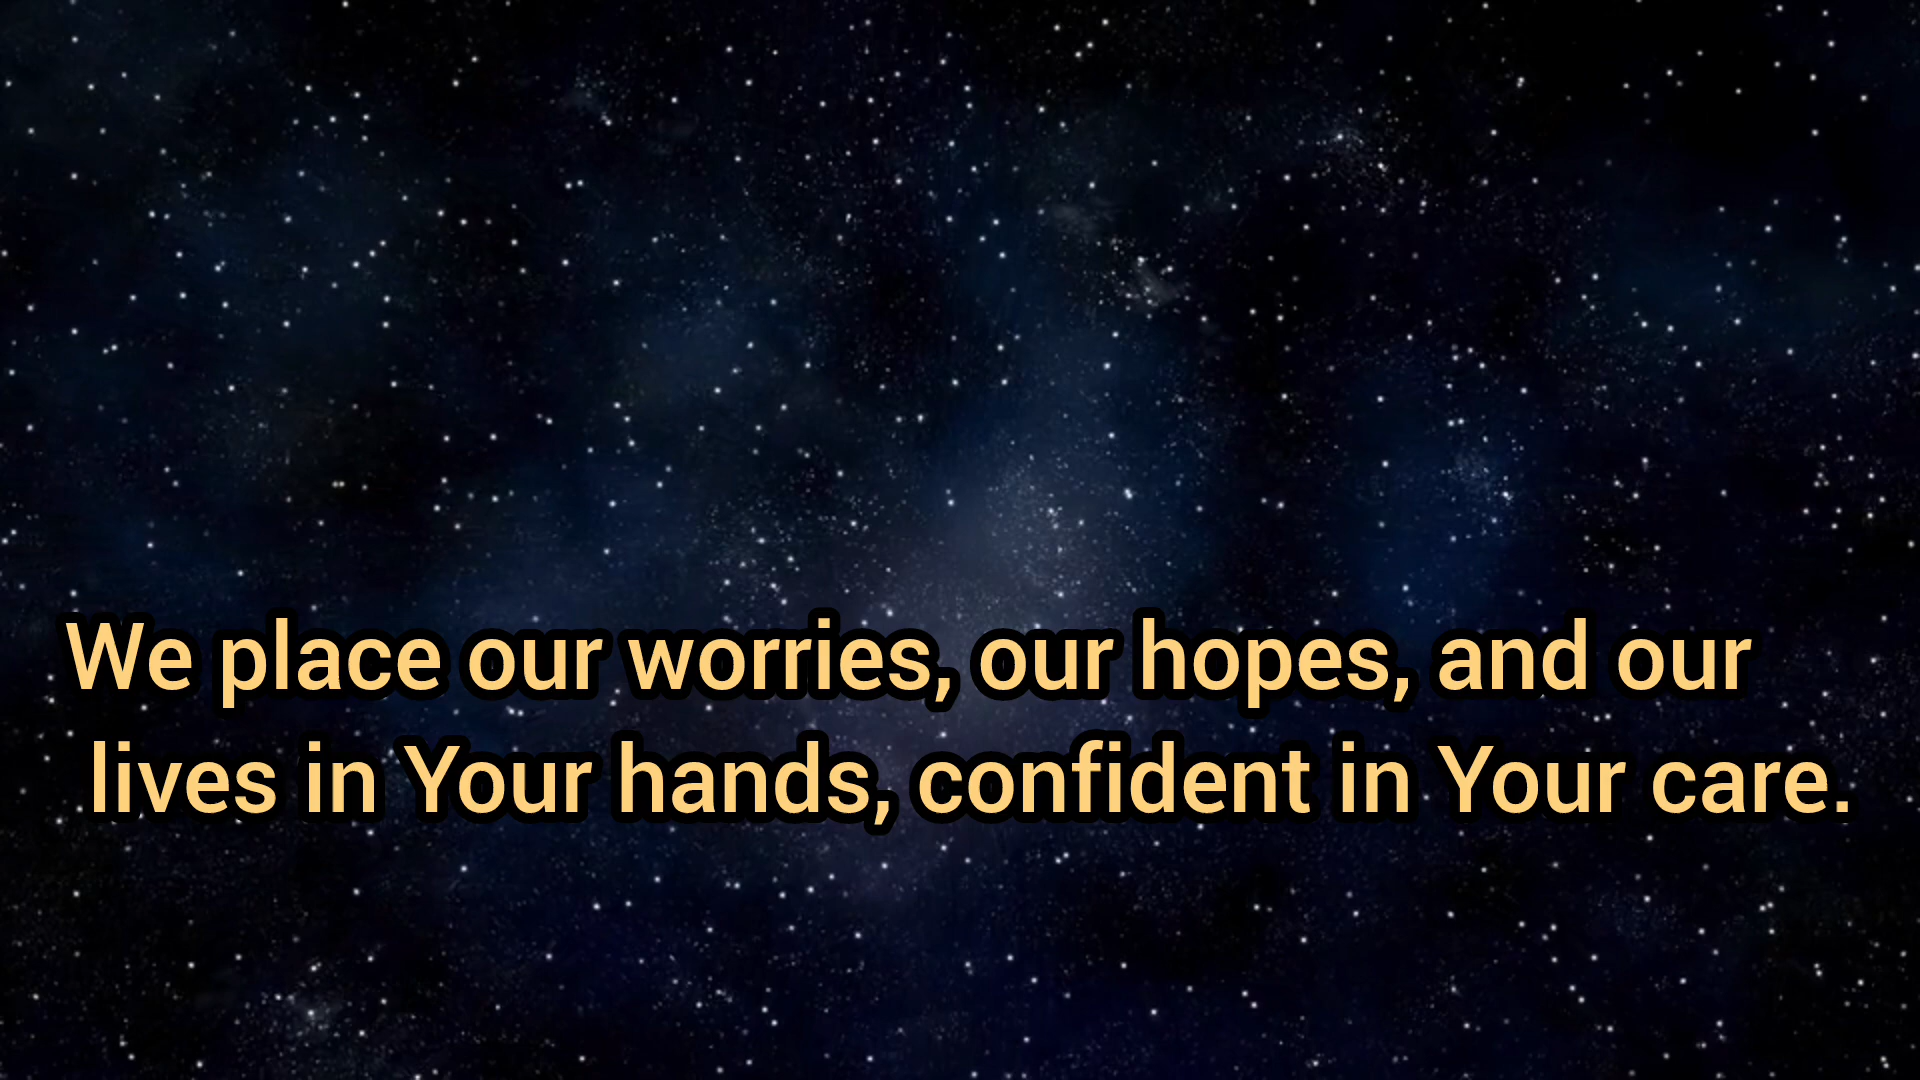 We place our worries, our hopes, and our
lives in Your hands, confident in Your care.